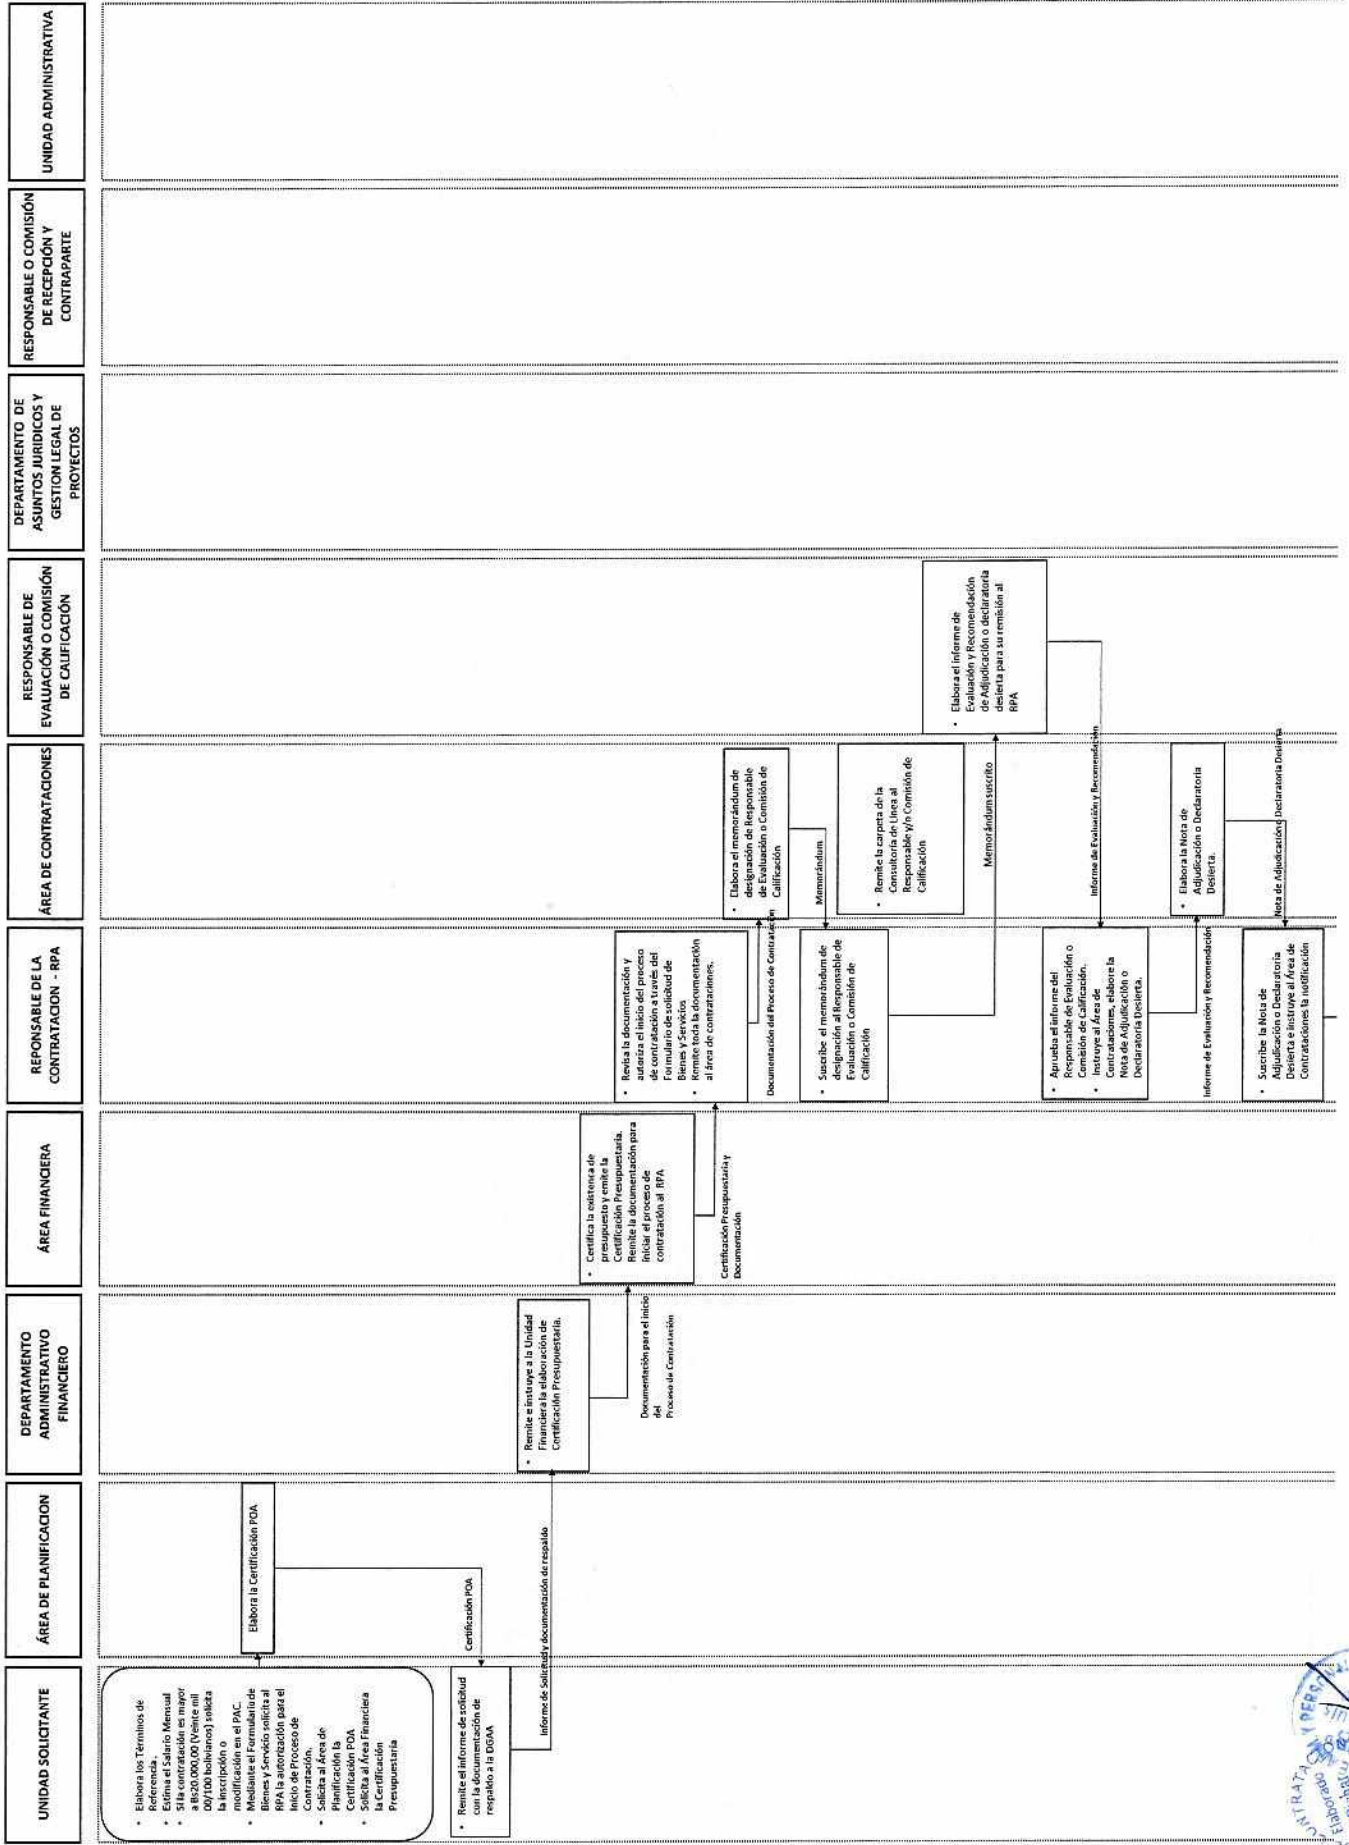 UNIDAD SOLICITANTE
ÁREA DE PLANIFICACION
DEPARTAMENTO
ADMINISTRATIVO
FINANCIERO
ÁREA FINANCIERA
REPONSABLE DE LA
CONTRATACION - RPA
ÁREA DE CONTRATACIONES
RESPONSABLE DE
EVALUACIÓN O COMISIÓN
DE CALIFICACIÓN
DEPARTAMENTO DE
ASUNTOS JURIDICOS Y
GESTION LEGAL DE
PROYECTOS
RESPONSABLE O COMISIÓN
DE RECEPCIÓN Y
CONTRAPARTE
UNIDAD ADMINISTRATIVA
• Elabora los Términos de
Referencia.
• Estima el Salario Mensual
• Si la contratación es mayor
a Bs20.000,00 (Veinte mil
00/100 bolivianos) solicita
la inscripción o
modificación en el PAC.
• Mediante el Formulario de
Bienes y Servicio solicita al
RPA la autorización para el
Inicio de Proceso de
Contratación.
• Solicita al Área de
Planificación la
Certificación POA
• Solicita al Área Financiera
la Certificación
Presupuestaria
Elabora la Certificación POA
Certificación POA
• Remite el informe de solicitud
con la documentación de
respaldo a la DGAA
Informe de Solicitud y documentación de respaldo
• Remite e instruye a la Unidad
Financiera la elaboración de
Certificación Presupuestaria.
Documentación para el inicio
del
Proceso de Contratación
• Certifica la existenca de
presupuesto y emite la
Certificación Presupuestaria.
Remite la documentación para
iniciar el proceso de
contratación al RPA
Certificación Presupuestaria y
Documentación
• Revisa la documentación y
autoriza el inicio del proceso
de contratación a través del
Formulario de solicitud de
Bienes y Servicios
• Remite toda la documentación
al área de contrataciones.
Documentación del Proceso de Contratación
• Elabora el memorándum de
designación de Responsable
de Evaluación o Comisión de
Calificación
Memorándum
• Suscribe el memorándum de
designación al Responsable de
Evaluación o Comisión de
Calificación
• Remite la carpeta de la
Consultoría de Línea al
Responsable y/o Comisión de
Calificación
Memorándum suscrito
• Elabora el informe de
Evaluación y Recomendación
de Adjudicación o declaratoria
desierta para su remisión al
RPA
Informe de Evaluación y Recomendación
• Aprueba el informe del
Responsable de Evaluación o
Comisión de Calificación.
• Instruye al Área de
Contrataciones, elabore la
Nota de Adjudicación o
Declaratoria Desierta.
Informe de Evaluación y Recomendación
• Elabora la Nota de
Adjudicación o Declaratoria
Desierta.
Nota de Adjudicación o Declaratoria Desierta
• Suscribe la Nota de
Adjudicación o Declaratoria
Desierta e instruye al Área de
Contrataciones la notificación
Elaborado